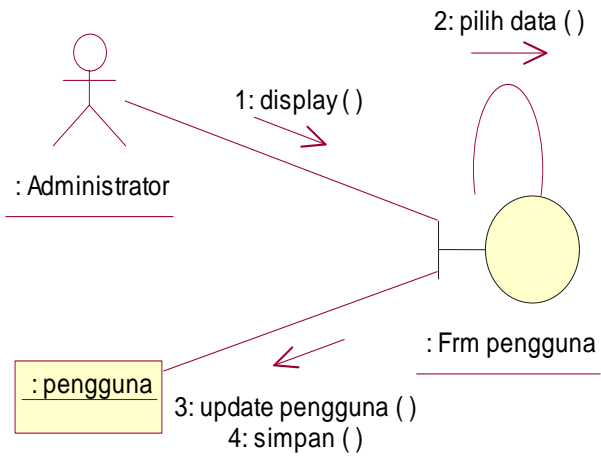 2: pilih data ( )
1: display ( )
: Administrator
: Frm pengguna
: pengguna
3: update pengguna ( )
4: simpan ( )